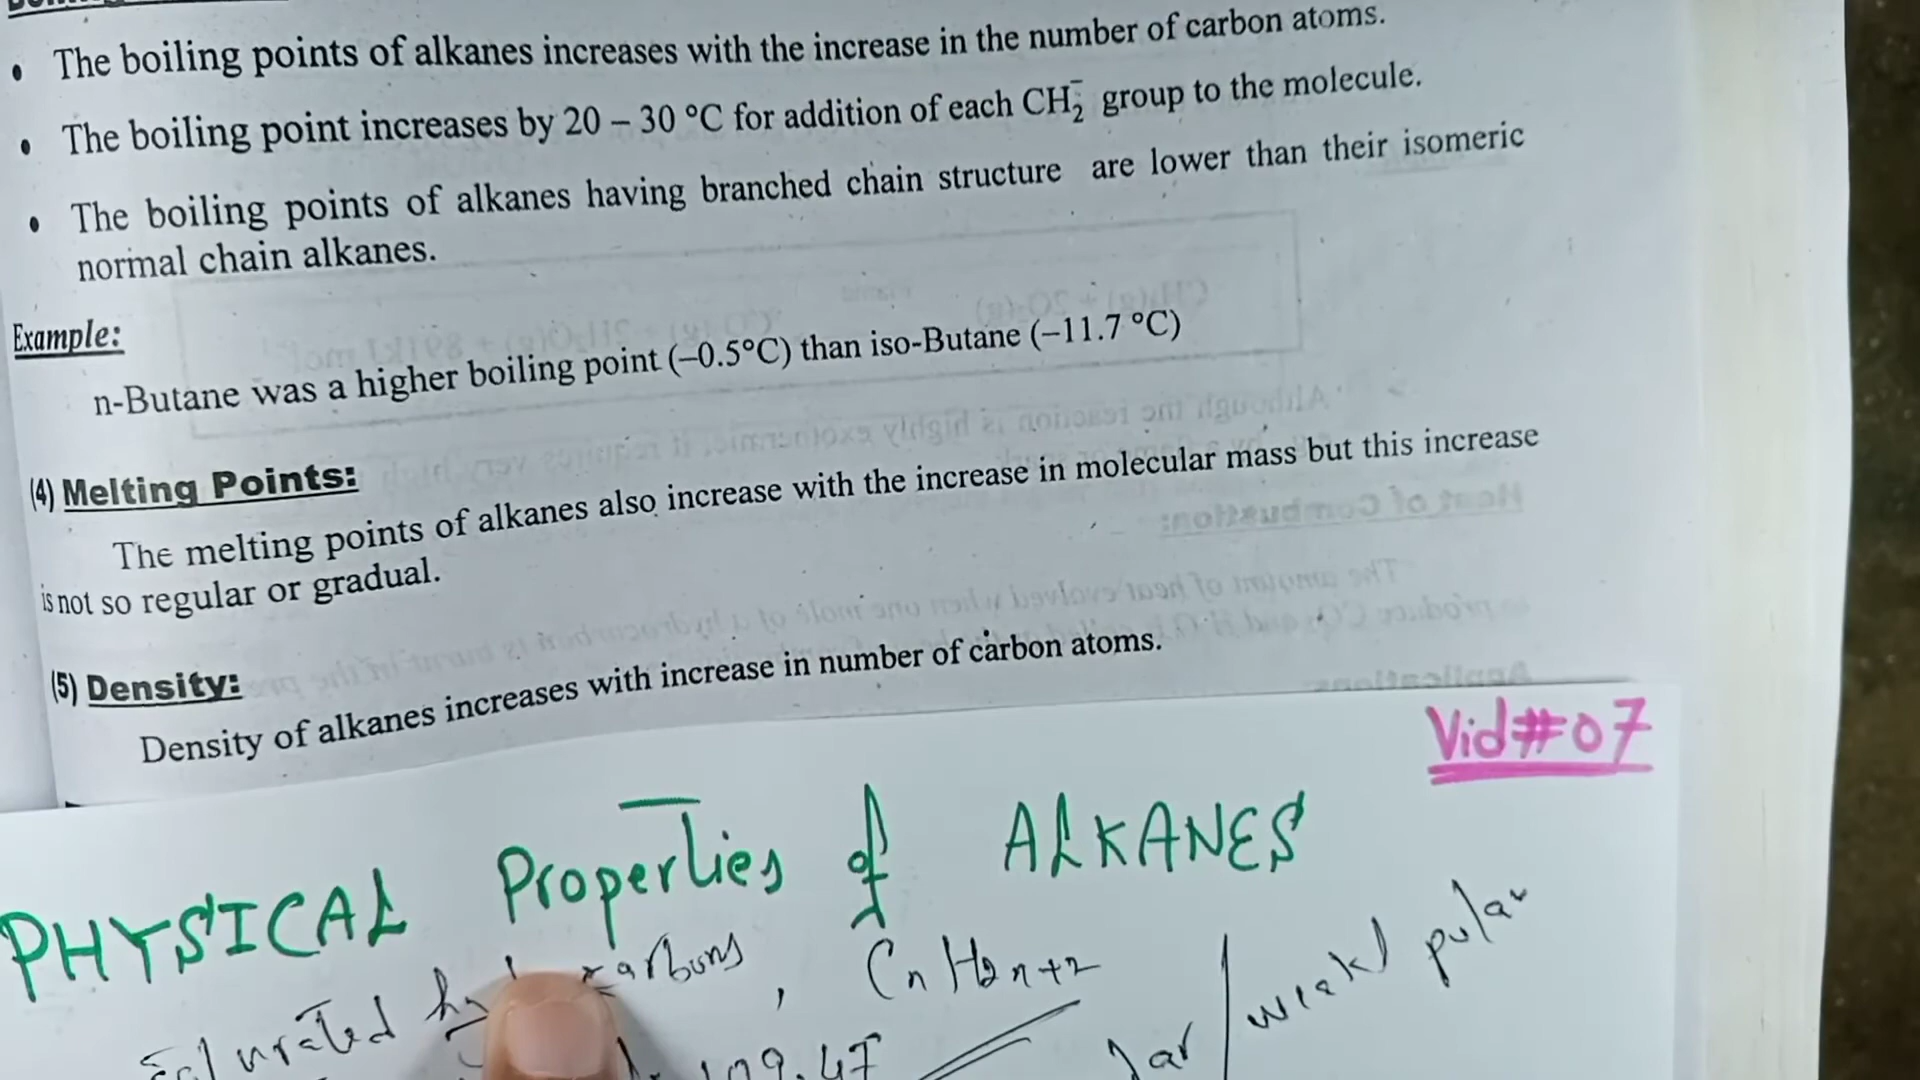 • The boiling points of alkanes increases with the increase in the number of carbon atoms.
• The boiling point increases by 20 – 30 °C for addition of each CH₂⁻ group to the molecule.
• The boiling points of alkanes having branched chain structure are lower than their isomeric
normal chain alkanes.
Example:
n-Butane was a higher boiling point (–0.5°C) than iso-Butane (–11.7 °C)
(4) Melting Points:
The melting points of alkanes also increase with the increase in molecular mass but this increase
is not so regular or gradual.
(5) Density:
Density of alkanes increases with increase in number of carbon atoms.
Vid#07
PHYSICAL Properties of ALKANES
CnH2n+2
109.47